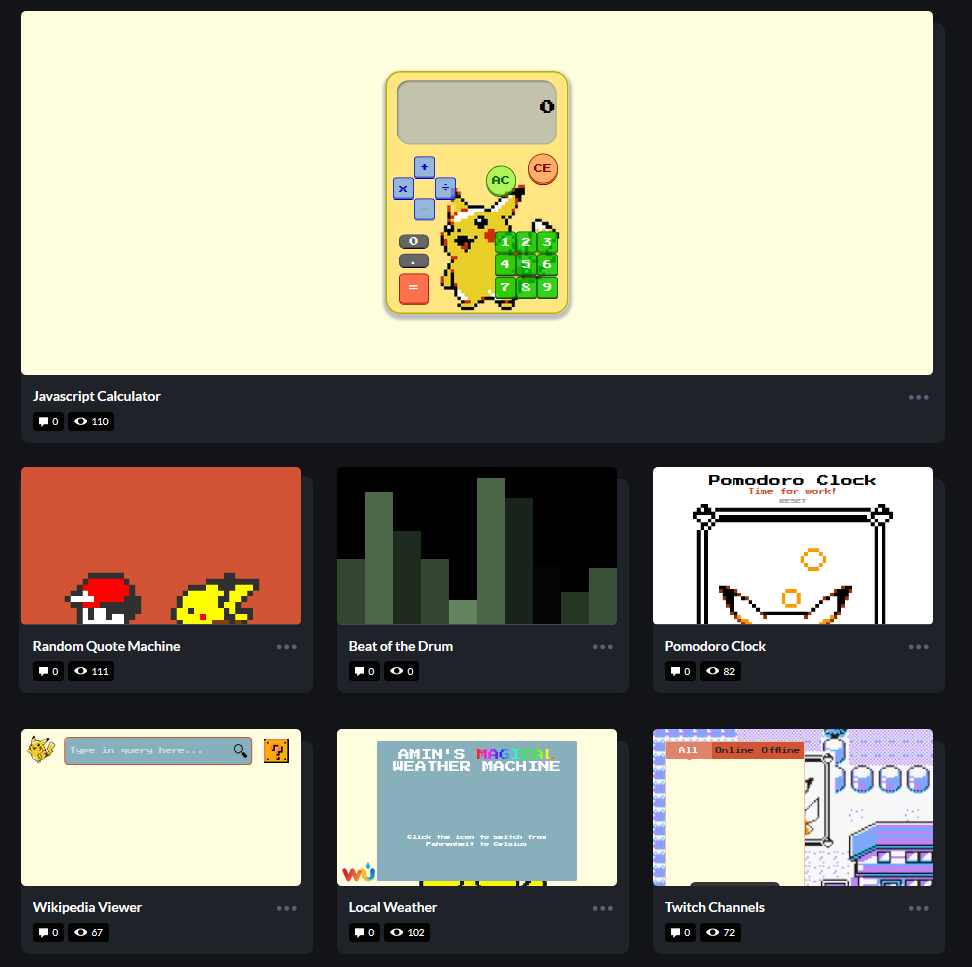 0
+
x ÷
−
AC CE
0
.
=
1 2 3
4 5 6
7 8 9
Javascript Calculator
0 110
Pomodoro Clock
Time for work!
RESET
Random Quote Machine
0 111
Beat of the Drum
0 0
Pomodoro Clock
0 82
Type in query here...
?
AMIN'S MAGICAL
WEATHER MACHINE
Click the icon to switch from
Fahrenheit to Celsius
wu
All Online Offline
Wikipedia Viewer
0 67
Local Weather
0 102
Twitch Channels
0 72